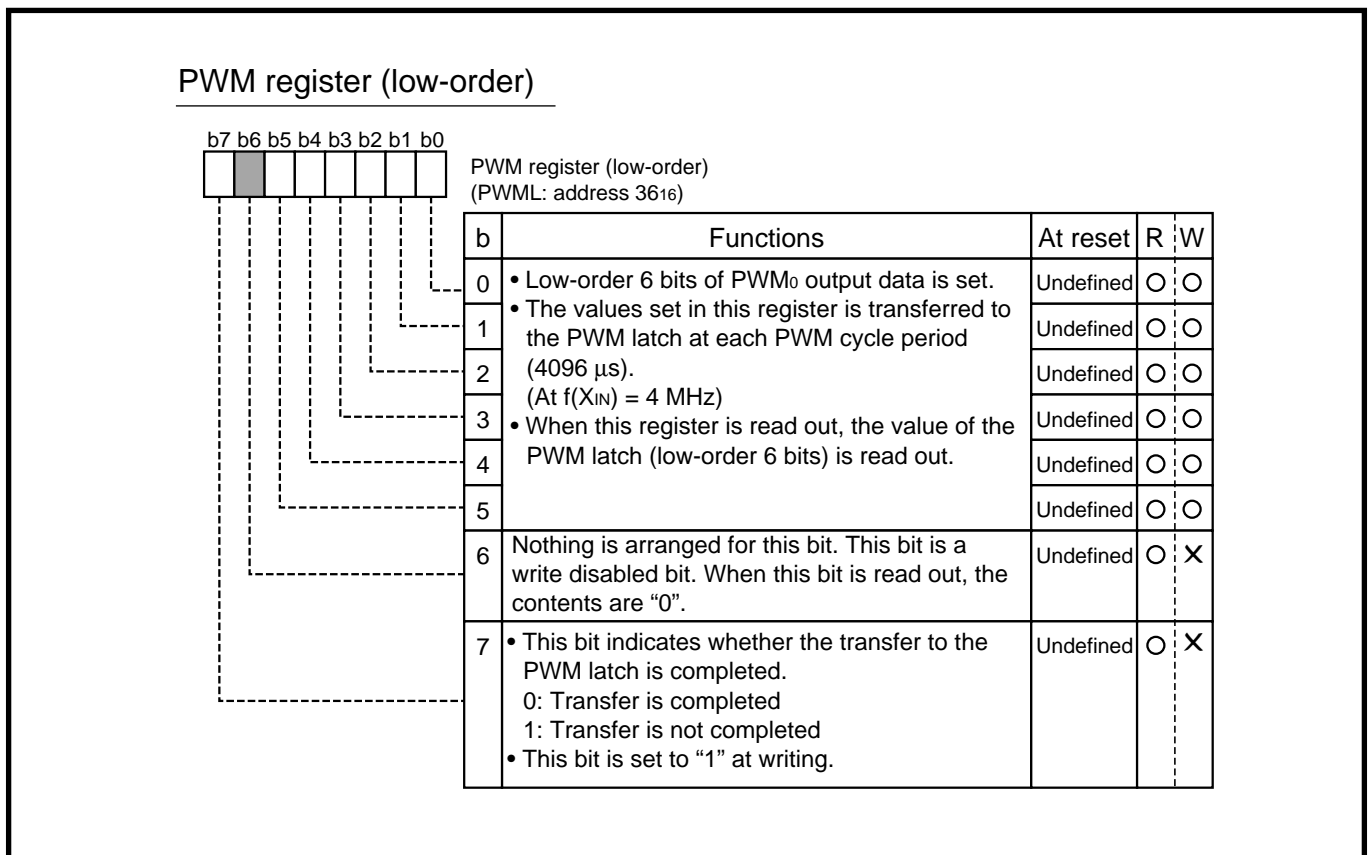 PWM register (low-order)
b7 b6 b5 b4 b3 b2 b1 b0
PWM register (low-order)
(PWML: address 3616)
b Functions At reset R W
0 • Low-order 6 bits of PWM0 output data is set. Undefined O O
• The values set in this register is transferred to
1 the PWM latch at each PWM cycle period Undefined O O
2 (4096 μs). Undefined O O
(At f(XIN) = 4 MHz)
3 • When this register is read out, the value of the Undefined O O
4 PWM latch (low-order 6 bits) is read out. Undefined O O
5 Undefined O O
6 Nothing is arranged for this bit. This bit is a Undefined O X
write disabled bit. When this bit is read out, the
contents are “0”.
7 • This bit indicates whether the transfer to the Undefined O X
PWM latch is completed.
0: Transfer is completed
1: Transfer is not completed
• This bit is set to “1” at writing.